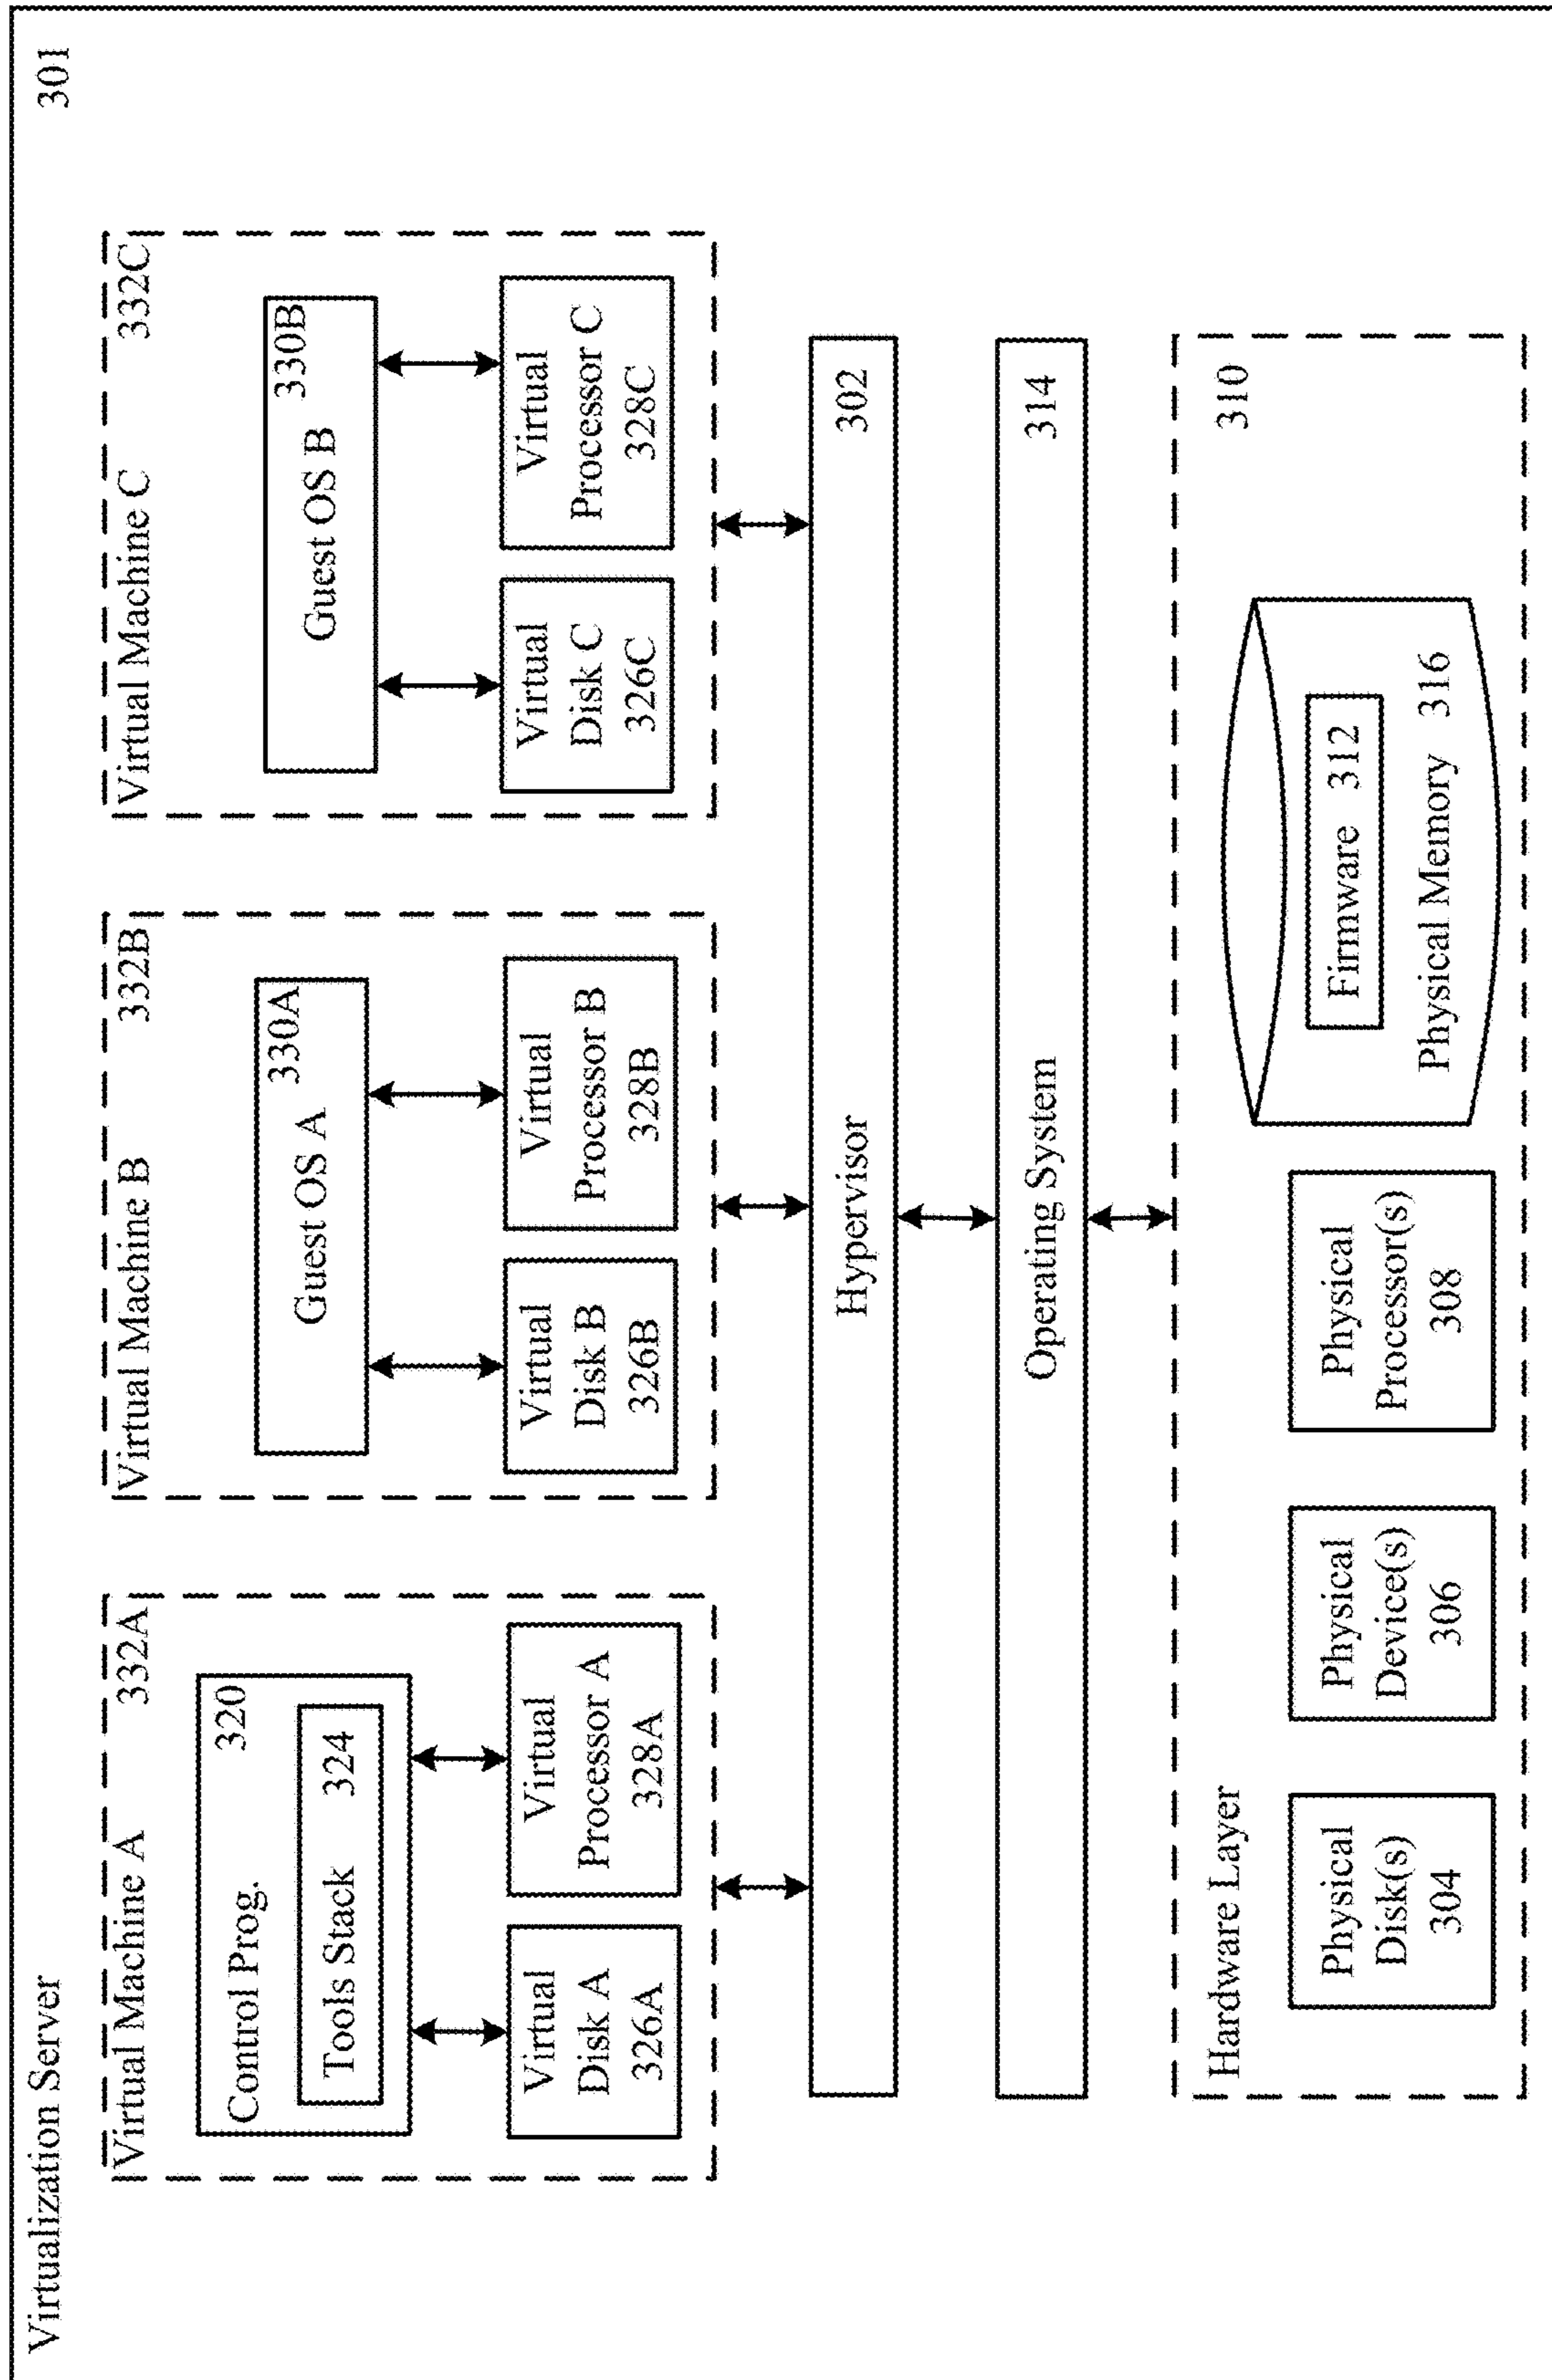 Virtualization Server 301
Virtual Machine A 332A
Control Prog. 320
Tools Stack 324
Virtual
Disk A
326A
Virtual
Processor A
328A
Virtual Machine B 332B
330A
Guest OS A
Virtual
Disk B
326B
Virtual
Processor B
328B
Virtual Machine C 332C
330B
Guest OS B
Virtual
Disk C
326C
Virtual
Processor C
328C
Hypervisor 302
Operating System 314
Hardware Layer 310
Physical
Disk(s)
304
Physical
Device(s)
306
Physical
Processor(s)
308
Firmware 312
Physical Memory 316